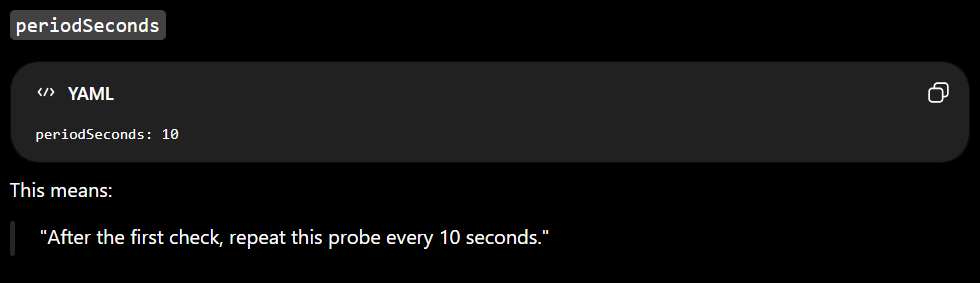 periodSeconds
YAML
periodSeconds: 10
This means:
"After the first check, repeat this probe every 10 seconds."